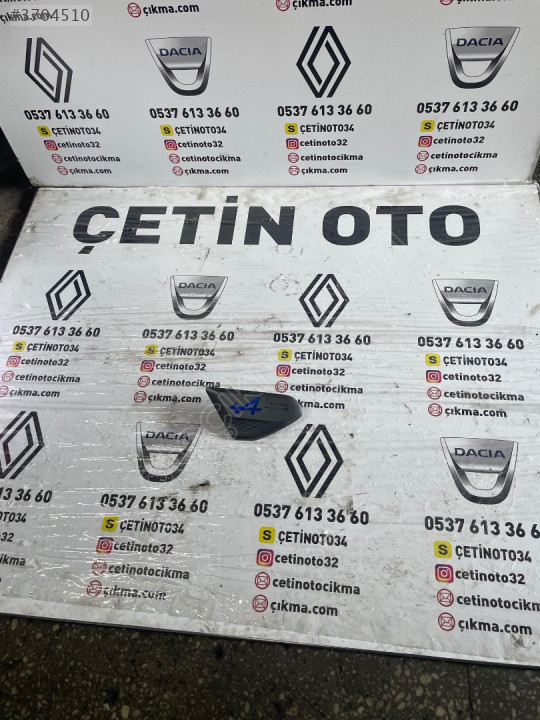 #3704510
çıkma.com
çıkma.com
DACIA
DACIA
0537 613 36 60
0537 613 36 60
0537 613 36 60
0537 613 36 60
S ÇETİNOTO34
S ÇETİNOTO34
S ÇETİNOTO34
S ÇETİNOTO34
cetinoto32
cetinoto32
cetinoto32
cetinoto32
cetinotocikma
cetinotocikma
cetinotocikma
cetinotocikma
çıkma.com
çıkma.com
çıkma.com
çıkma.com
ÇETİN OTO
DACIA
DACIA
0537 613 36 60
0537 613 36 60
0537 613 36 60
0537 613 36 60
S ÇETİNOTO34
S ÇETİNOTO34
S ÇETİNOTO34
S ÇETİNOTO34
cetinoto32
cetinoto32
cetinoto32
cetinoto32
cetinotocikma
cetinotocikma
cetinotocikma
cetinotocikma
çıkma.com
çıkma.com
çıkma.com
çıkma.com
DACIA
DACIA
613 36 60
0537 613 36 60
0537 613 36 60
0537 613 36 6
S ÇETİNOTO34
S ÇETİNOTO34
S ÇETİNOTO34
cetinoto32
cetinoto32
cetinoto32
cetinotocikma
cetinotocikma
cetinotocikma
çıkma.com
çıkma.com
çıkma.com